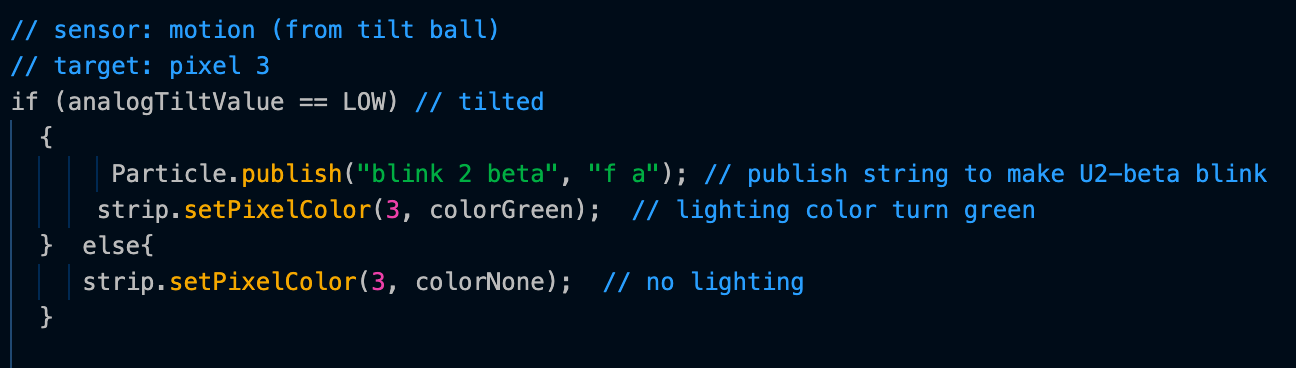 // sensor: motion (from tilt ball)
// target: pixel 3
if (analogTiltValue == LOW) // tilted
{
Particle.publish("blink 2 beta", "f a"); // publish string to make U2-beta blink
strip.setPixelColor(3, colorGreen);  // lighting color turn green
}  else{
strip.setPixelColor(3, colorNone);  // no lighting
}